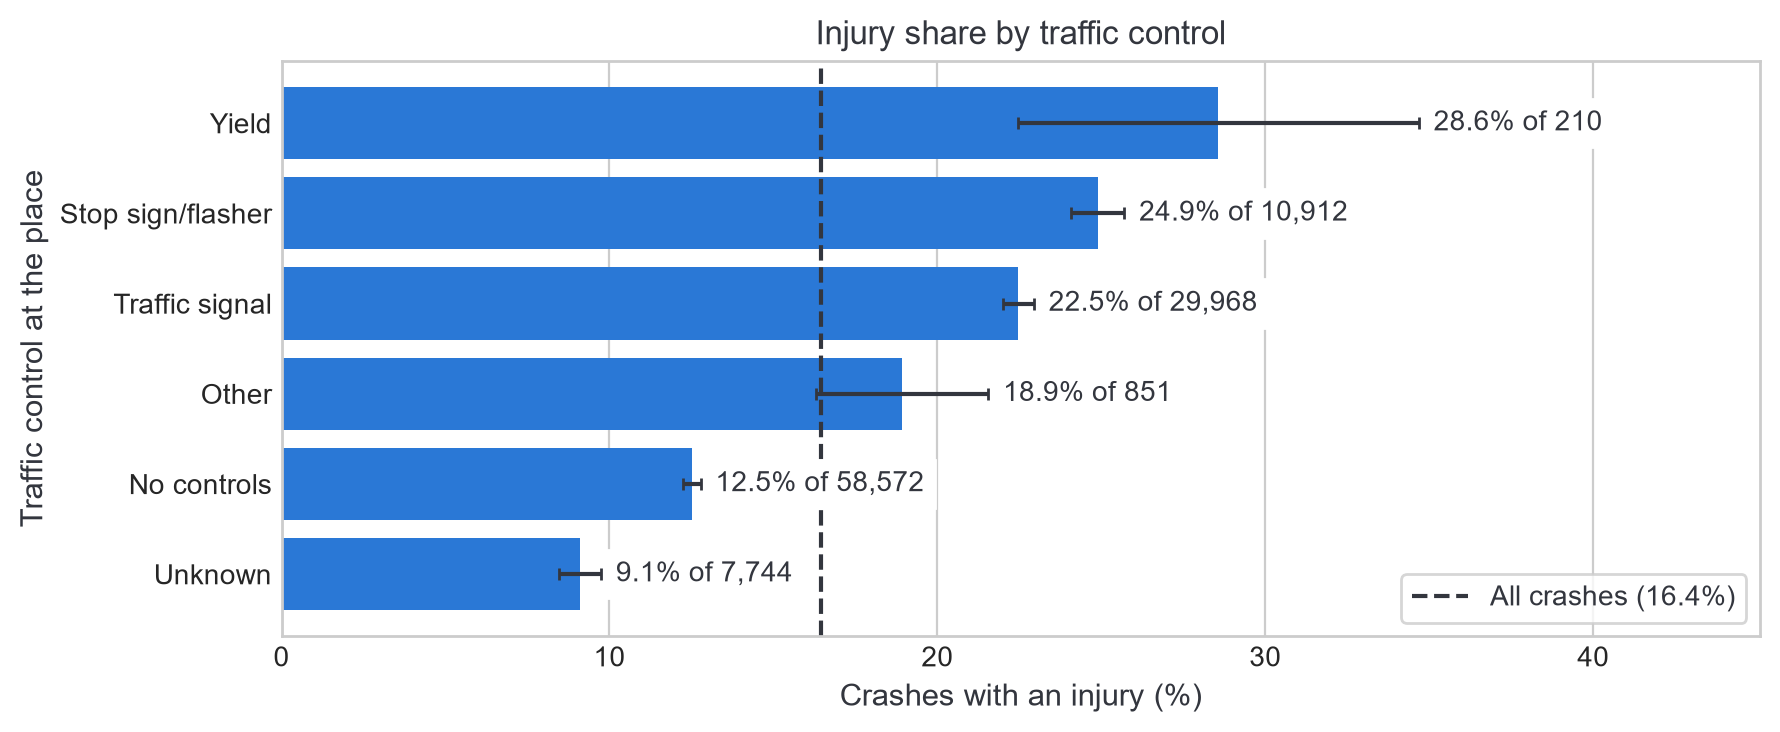 Injury share by traffic control
Traffic control at the place
Yield
28.6% of 210
Stop sign/flasher
24.9% of 10,912
Traffic signal
22.5% of 29,968
Other
18.9% of 851
No controls
12.5% of 58,572
Unknown
9.1% of 7,744
All crashes (16.4%)
0 10 20 30 40
Crashes with an injury (%)